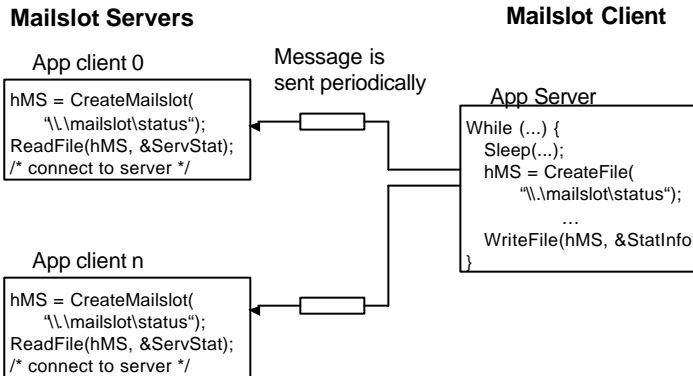 Mailslot Servers
App client 0
hMS = CreateMailslot(
“\\.\mailslot\status“);
ReadFile(hMS, &ServStat);
/* connect to server */
Message is
sent periodically
Mailslot Client
App Server
While (...) {
Sleep(...);
hMS = CreateFile(
“\\.\mailslot\status“);
...
WriteFile(hMS, &StatInfo
}
App client n
hMS = CreateMailslot(
“\\.\mailslot\status“);
ReadFile(hMS, &ServStat);
/* connect to server */